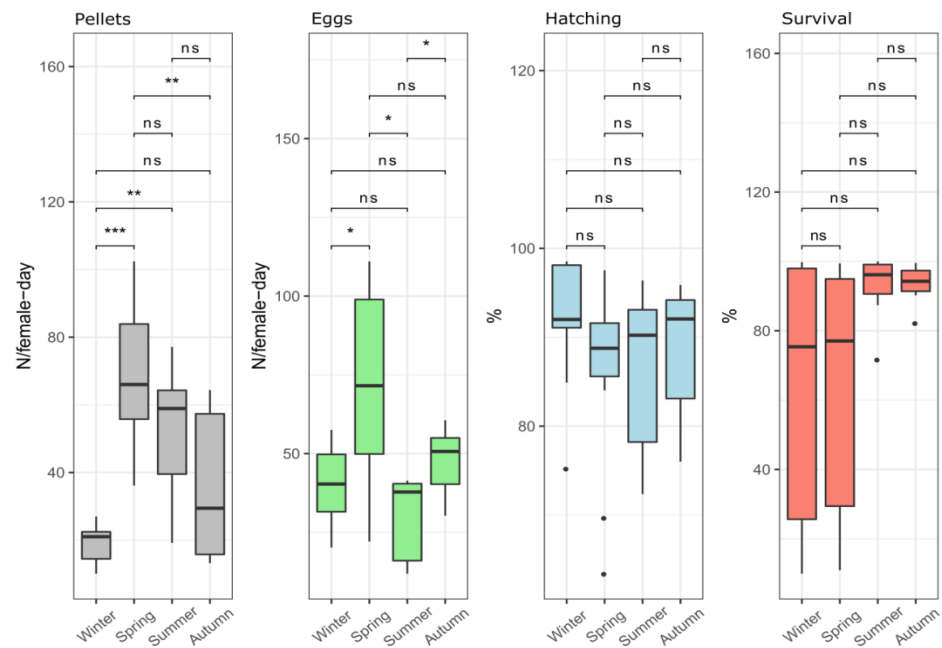 Pellets
Eggs
Hatching
Survival
N/female-day
160
120
80
40
ns
**
ns
ns
**
***
Winter
Spring
Summer
Autumn
N/female-day
150
100
50
*
ns
*
ns
ns
*
Winter
Spring
Summer
Autumn
%
120
100
80
ns
ns
ns
ns
ns
ns
Winter
Spring
Summer
Autumn
%
160
120
80
40
ns
ns
ns
ns
ns
ns
Winter
Spring
Summer
Autumn